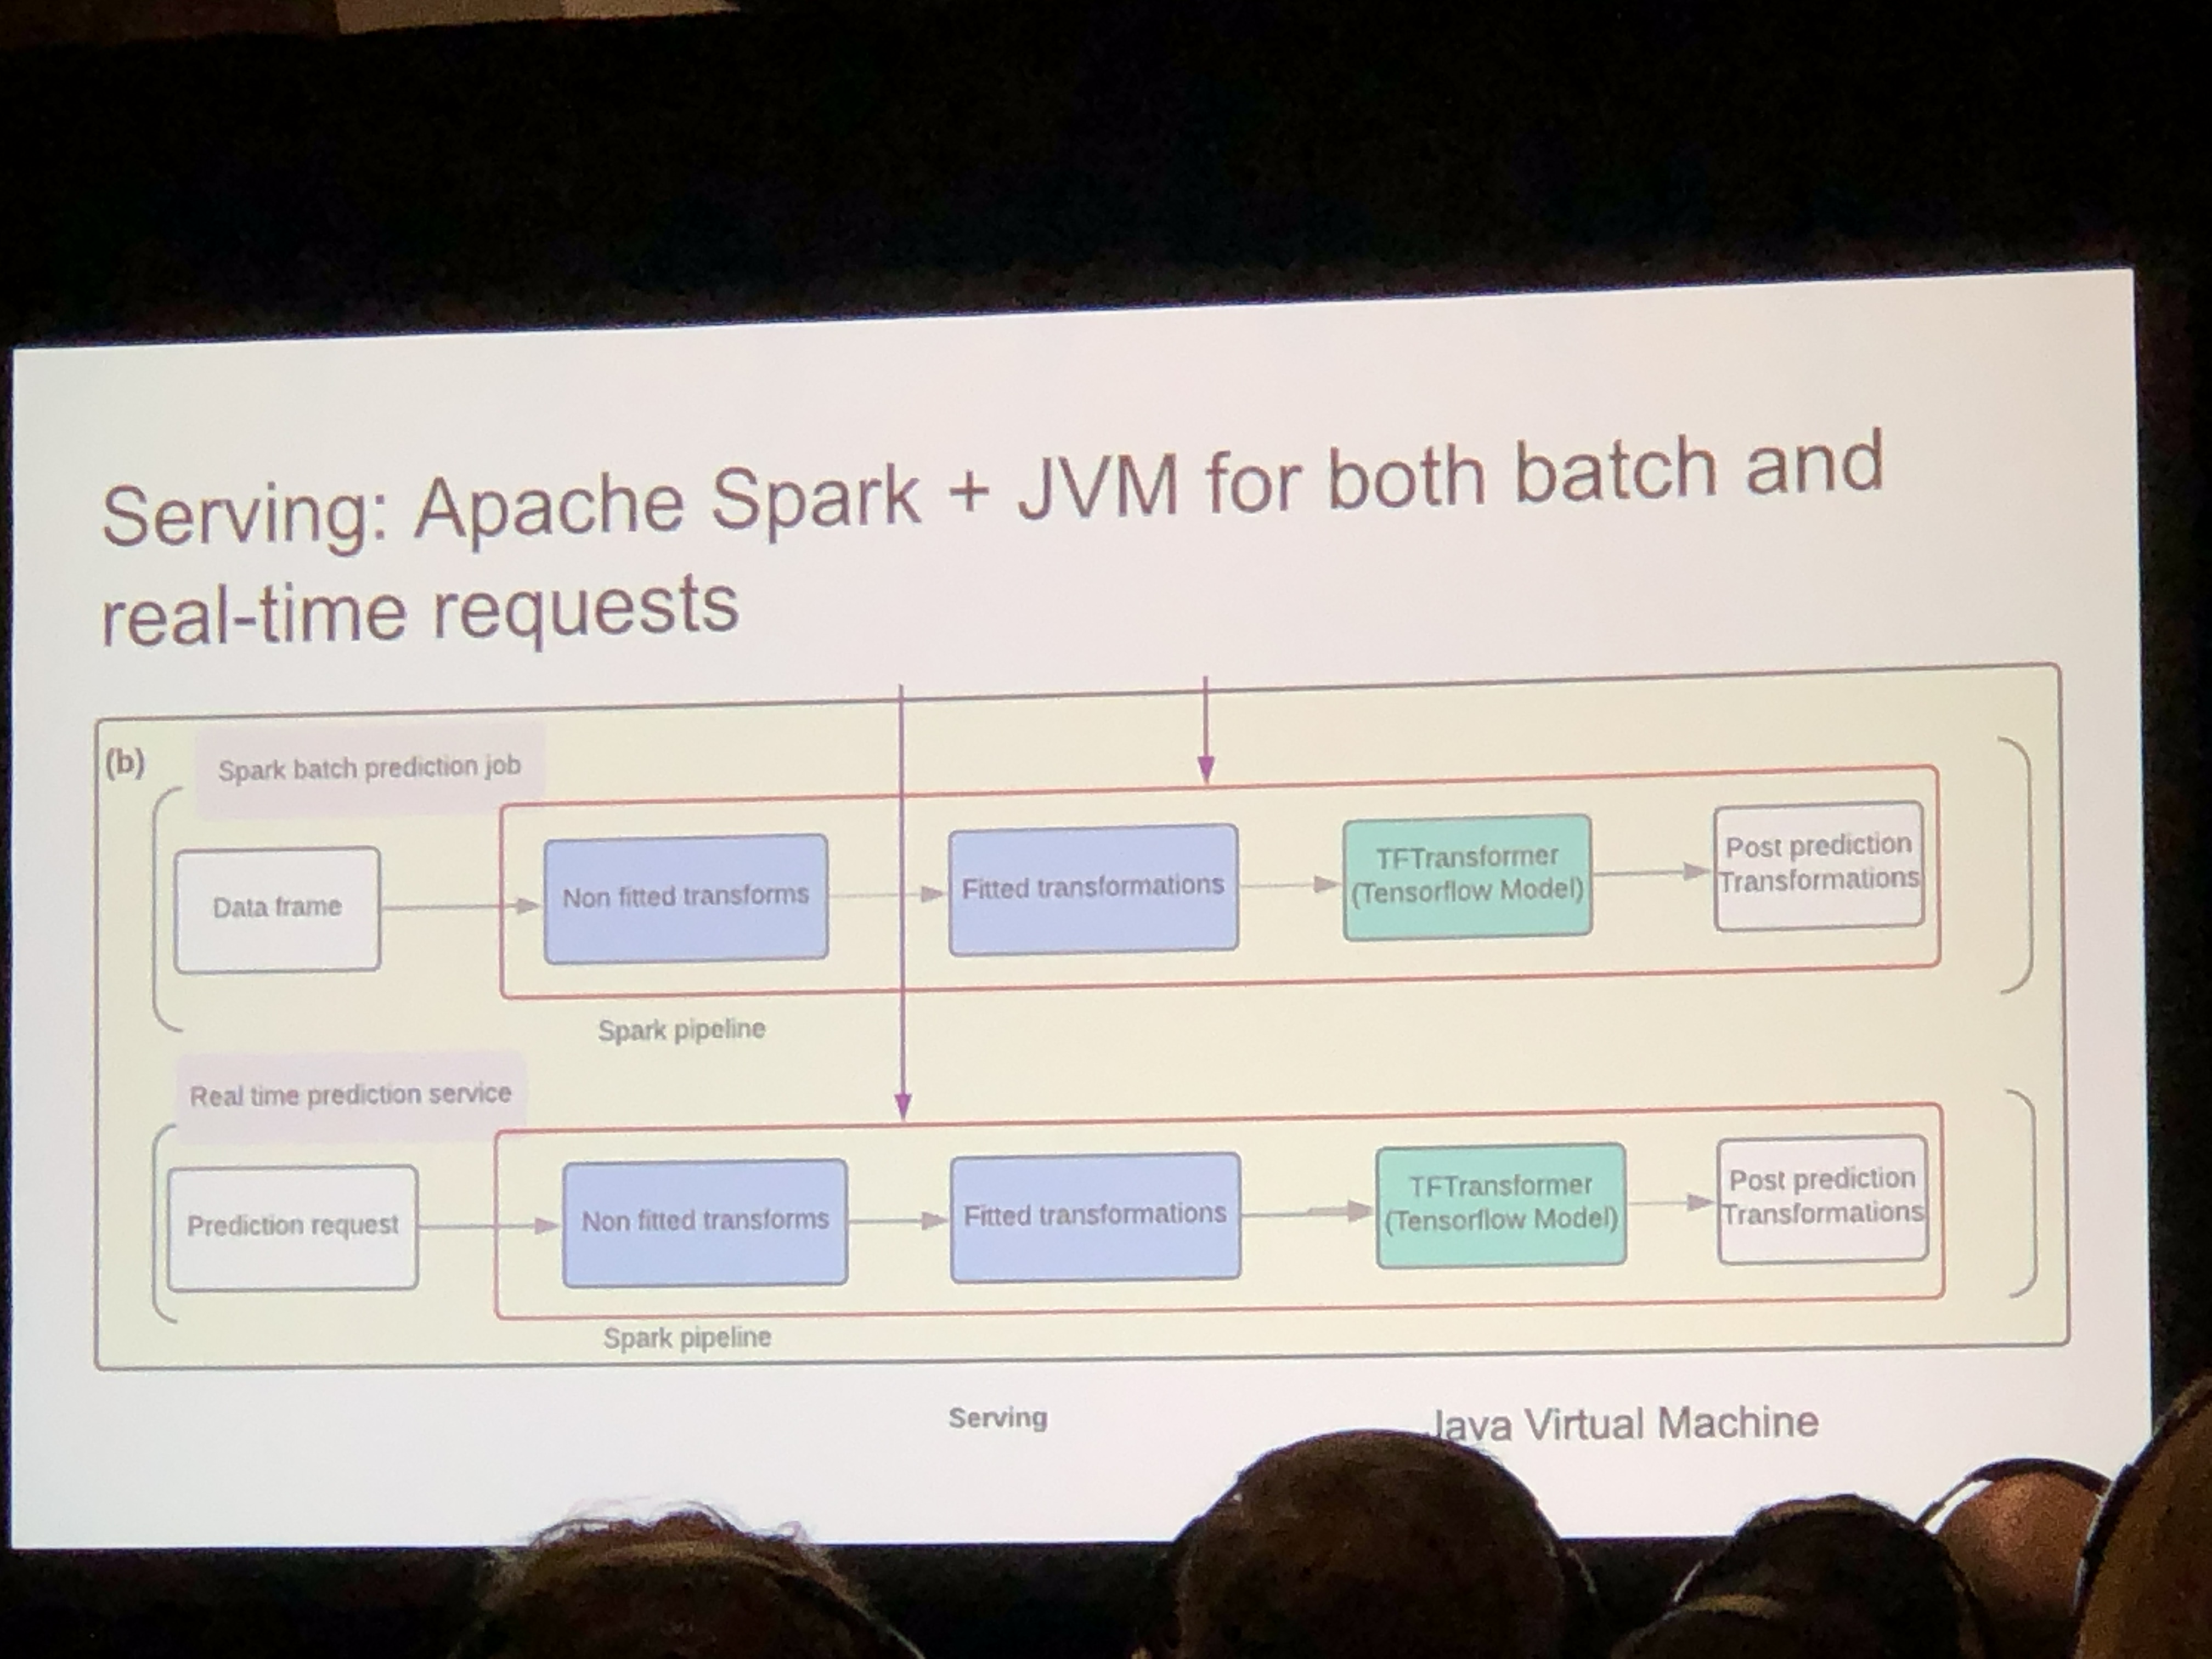 Serving: Apache Spark + JVM for both batch and
real-time requests
(b)
Spark batch prediction job
Data frame
Non fitted transforms
Fitted transformations
TFTransformer
(Tensorflow Model)
Post prediction
Transformations
Spark pipeline
Real time prediction service
Prediction request
Non fitted transforms
Fitted transformations
TFTransformer
(Tensorflow Model)
Post prediction
Transformations
Spark pipeline
Serving
Java Virtual Machine